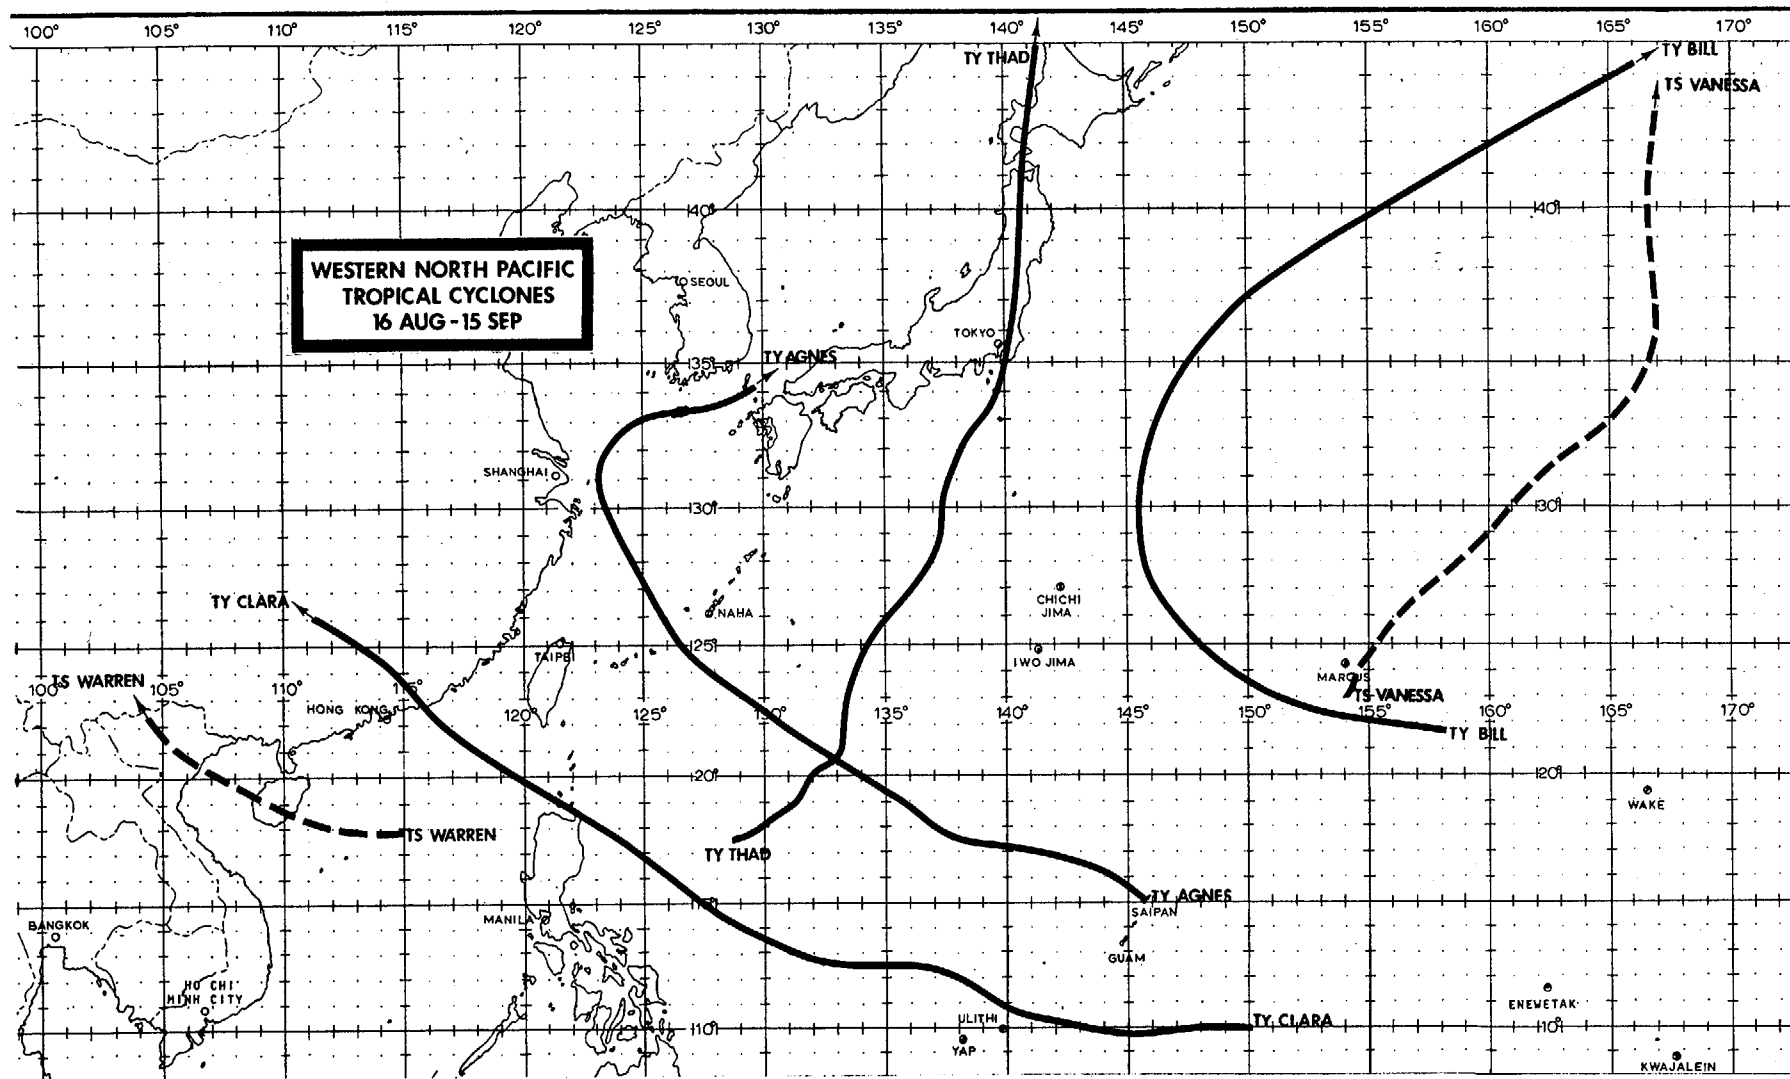 100° 105° 110° 115° 120° 125° 130° 135° 140° 145° 150° 155° 160° 165° 170°
TY THAD
TY BILL
TS VANESSA
40° 40°
WESTERN NORTH PACIFIC
TROPICAL CYCLONES
16 AUG - 15 SEP
SEOUL
TOKYO
TY AGNES
35°
SHANGHAI
30° 30°
NAHA
CHICHI
JIMA
TY CLARA
25°
TAIPEI
IWO JIMA
MARCUS
TS WARREN
TS VANESSA
100° 105° 110° 115° 120° 125° 130° 135° 140° 145° 150° 155° 160° 165° 170°
HONG KONG
TY BILL
20° 20°
WAKE
TS WARREN
TY THAD
TY AGNES
SAIPAN
MANILA
BANGKOK
GUAM
HO CHI
MINH CITY
ENEWETAK
ULITHI
TY CLARA
10° 10°
YAP
KWAJALEIN